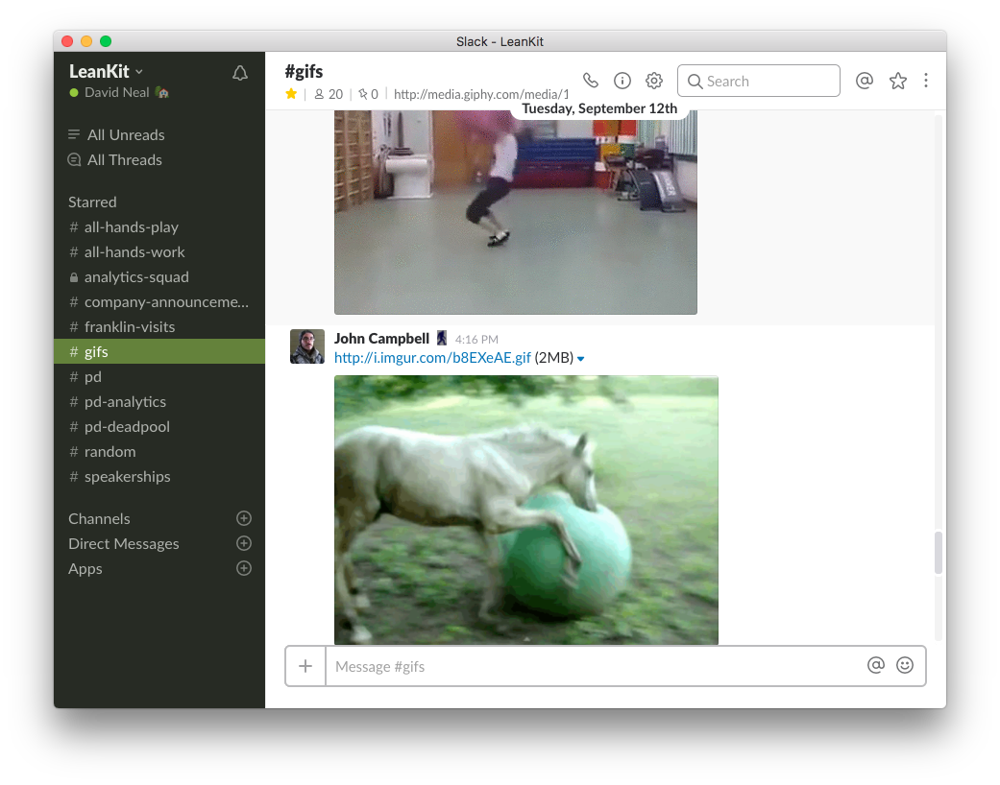 Slack - LeanKit
LeanKit
David Neal
All Unreads
All Threads
Starred
# all-hands-play
# all-hands-work
analytics-squad
# company-announceme…
# franklin-visits
# gifs
# pd
# pd-analytics
# pd-deadpool
# random
# speakerships
Channels
Direct Messages
Apps
#gifs
| 20 | 0 | http://media.giphy.com/media/1
Search
Tuesday, September 12th
John Campbell 4:16 PM
http://i.imgur.com/b8EXeAE.gif (2MB)
Message #gifs